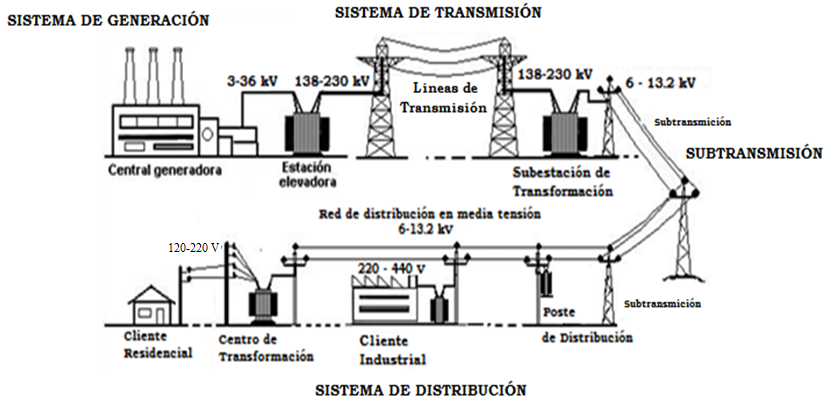 SISTEMA DE GENERACIÓN
SISTEMA DE TRANSMISIÓN
3-36 kV
138-230 kV
Lineas de
Transmisión
138-230 kV
6 - 13.2 kV
Subtransmición
SUBTRANSMISIÓN
Central generadora
Estación
elevadora
Subestación de
Transformación
Red de distribución en media tensión
6-13.2 kV
120-220 V
220 - 440 V
Subtransmición
Cliente
Residencial
Centro de
Transformación
Cliente
Industrial
Poste
de Distribución
SISTEMA DE DISTRIBUCIÓN